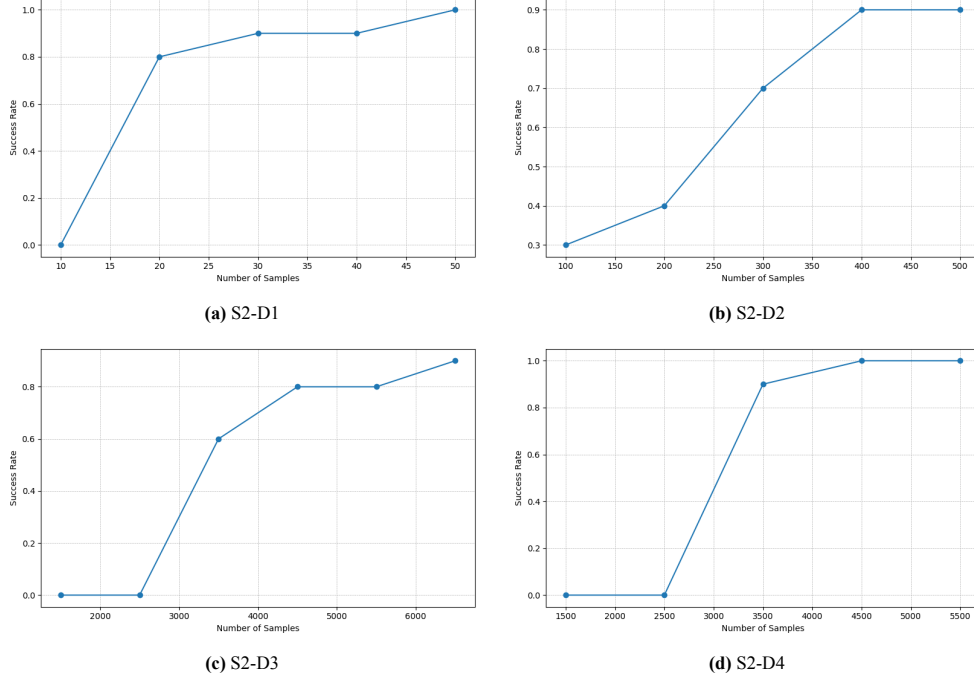 1.0
0.8
0.6
0.4
0.2
0.0
Success Rate
10 15 20 25 30 35 40 45 50
Number of Samples
(a) S2-D1
0.9
0.8
0.7
0.6
0.5
0.4
0.3
Success Rate
100 150 200 250 300 350 400 450 500
Number of Samples
(b) S2-D2
0.8
0.6
0.4
0.2
0.0
Success Rate
2000 3000 4000 5000 6000
Number of Samples
(c) S2-D3
1.0
0.8
0.6
0.4
0.2
0.0
Success Rate
1500 2000 2500 3000 3500 4000 4500 5000 5500
Number of Samples
(d) S2-D4